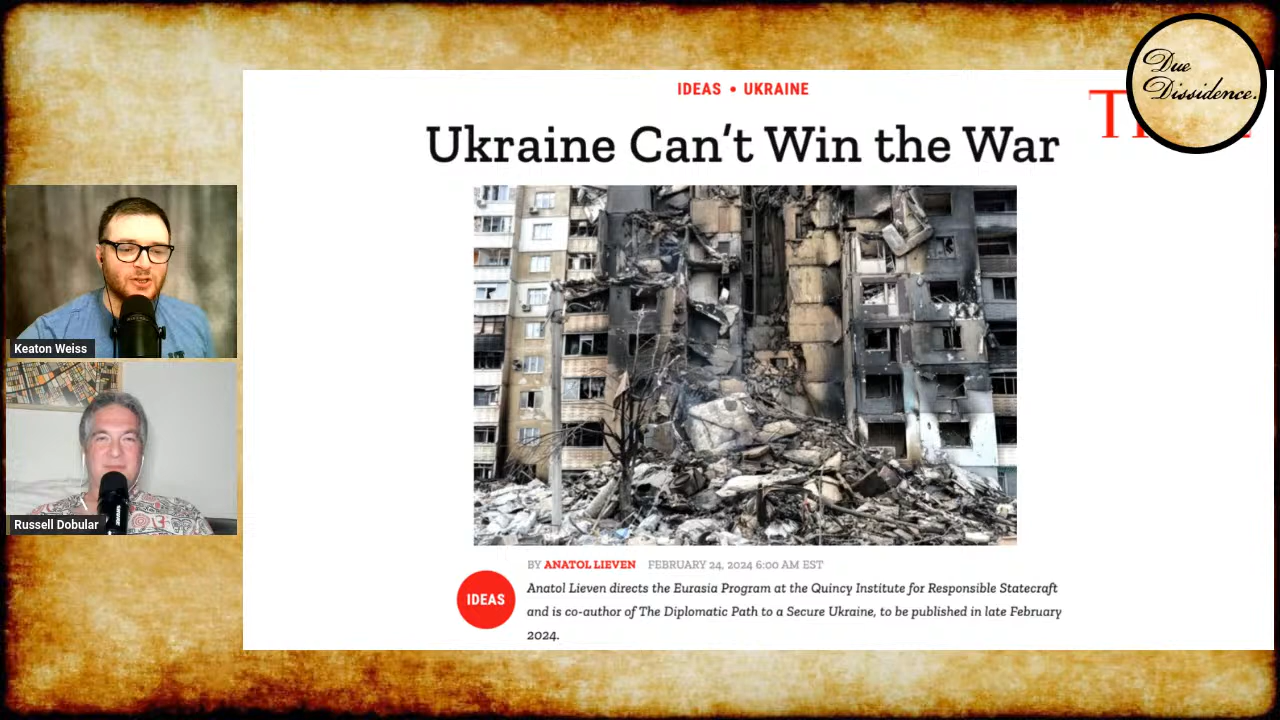 Due
Dissidence.
IDEAS • UKRAINE
Ukraine Can't Win the War
Keaton Weiss
Russell Dobular
BY ANATOL LIEVEN FEBRUARY 24, 2024 6:00 AM EST
IDEAS
Anatol Lieven directs the Eurasia Program at the Quincy Institute for Responsible Statecraft
and is co-author of The Diplomatic Path to a Secure Ukraine, to be published in late February
2024.